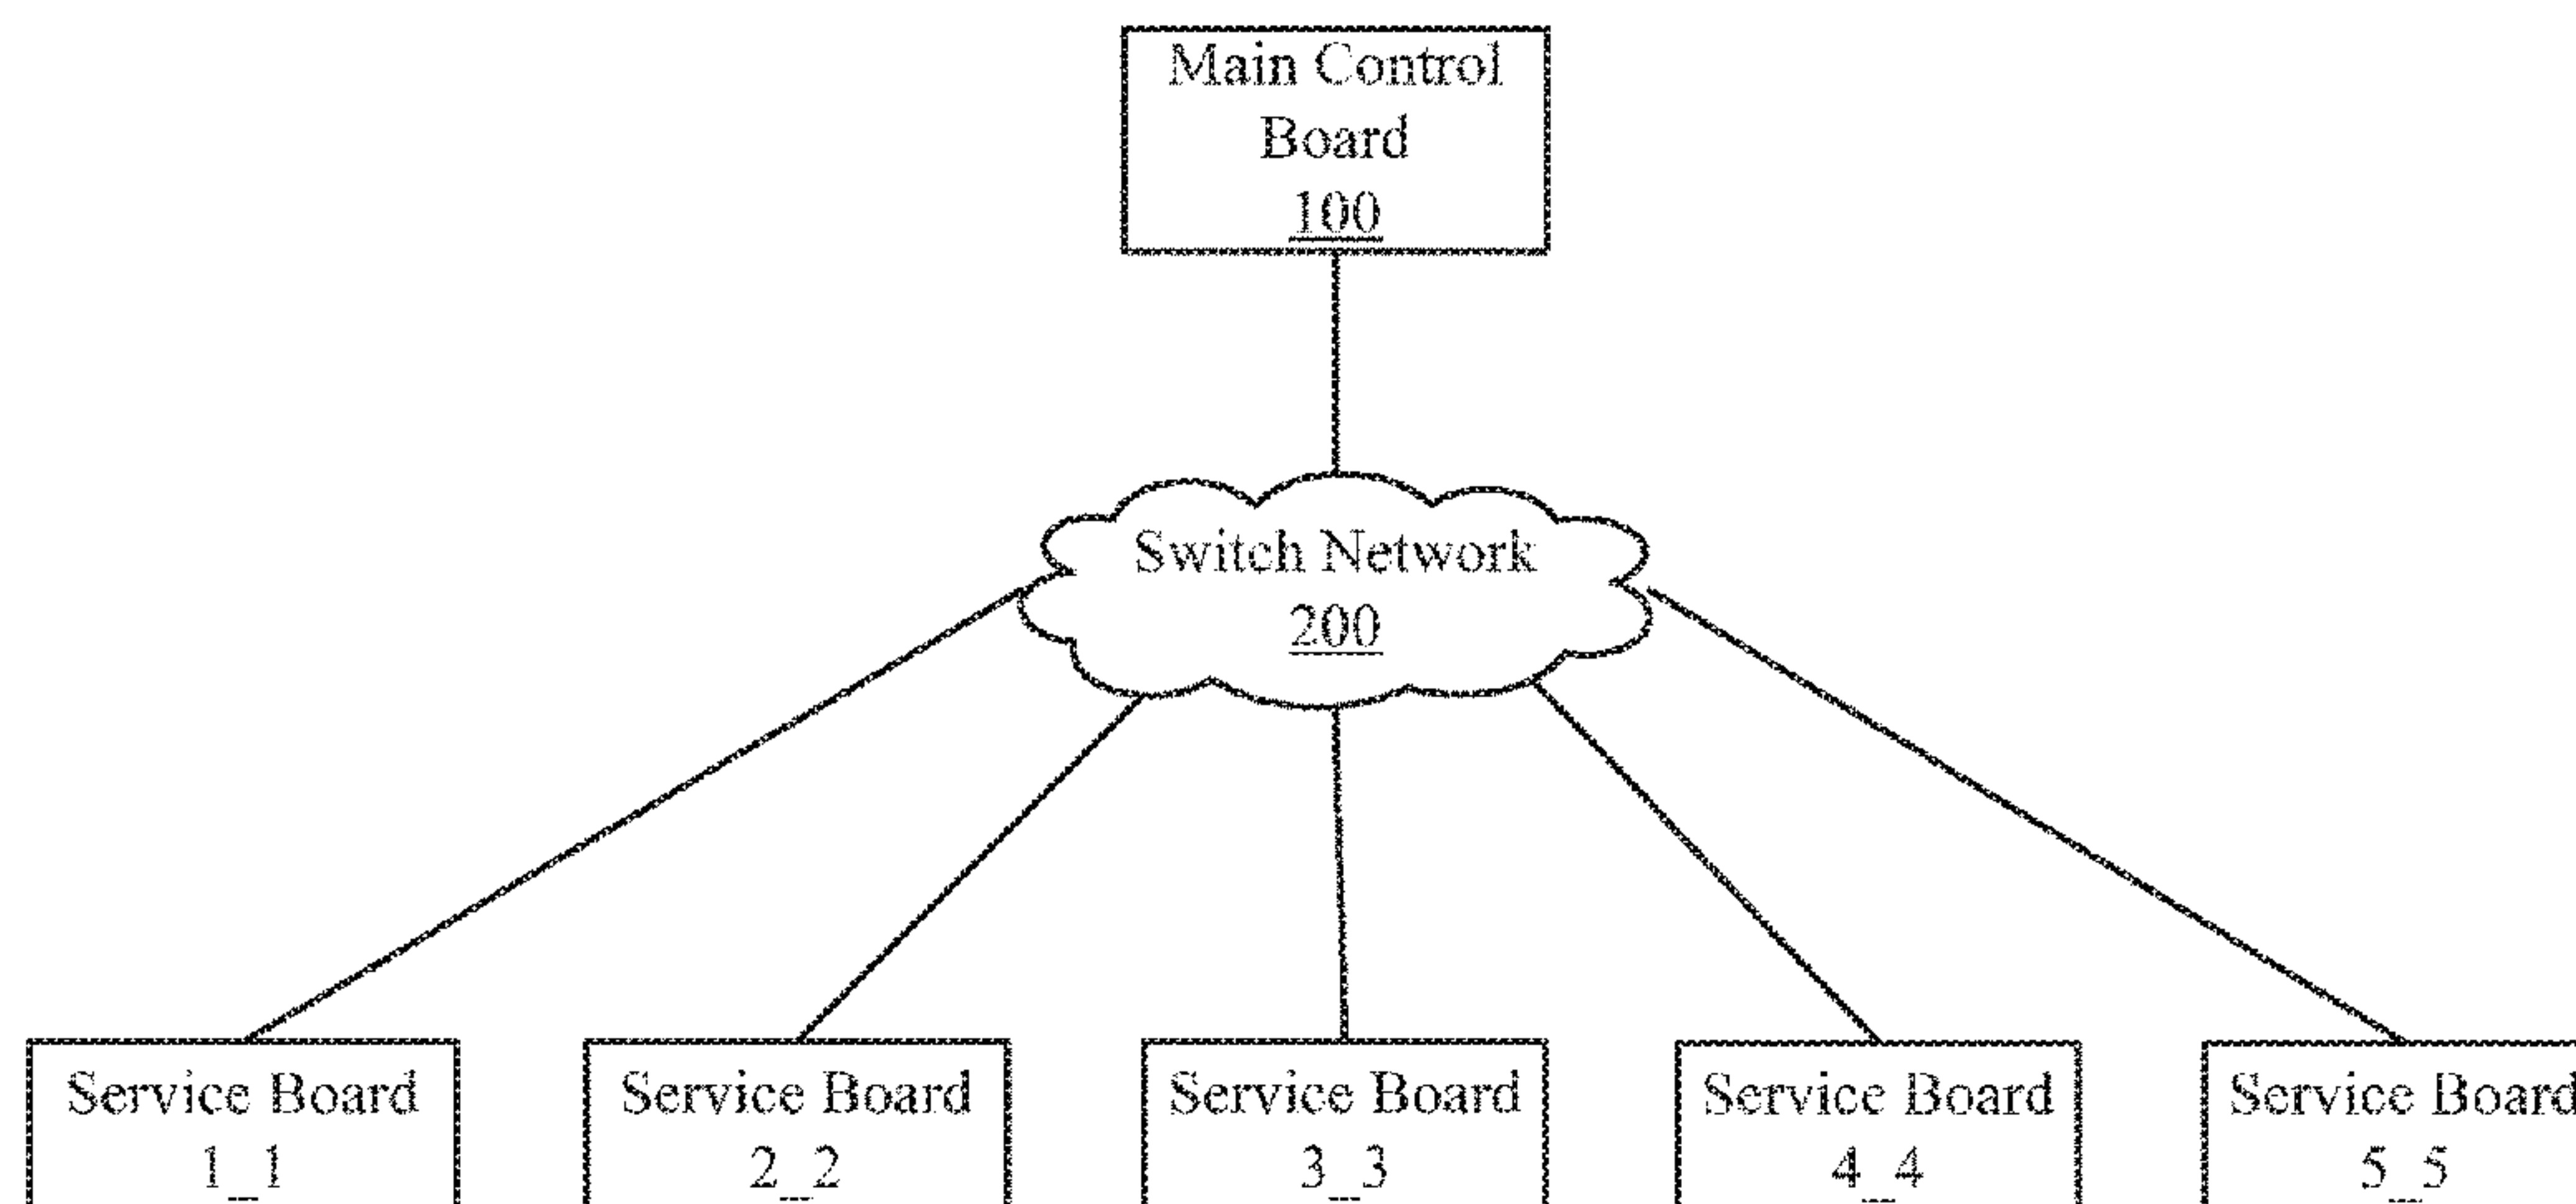 Main Control
Board
100
Switch Network
200
Service Board
1_1
Service Board
2_2
Service Board
3_3
Service Board
4_4
Service Board
5_5